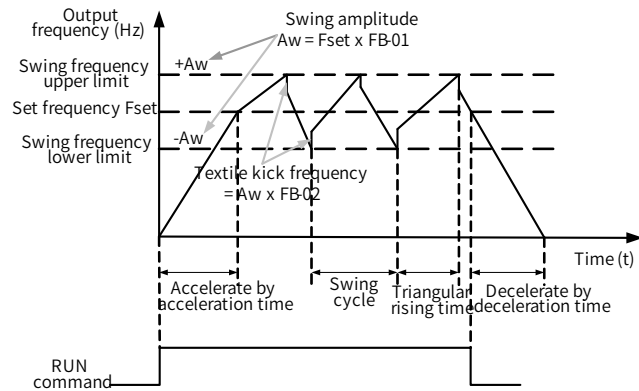 Output
frequency (Hz)
Swing amplitude
Aw = Fset x FB-01
Swing frequency
upper limit
+Aw
Set frequency Fset
Swing frequency
lower limit
-Aw
Textile kick frequency
= Aw x FB-02
Time (t)
Accelerate by
acceleration time
Swing
cycle
Triangular
rising time
Decelerate by
deceleration time
RUN
command